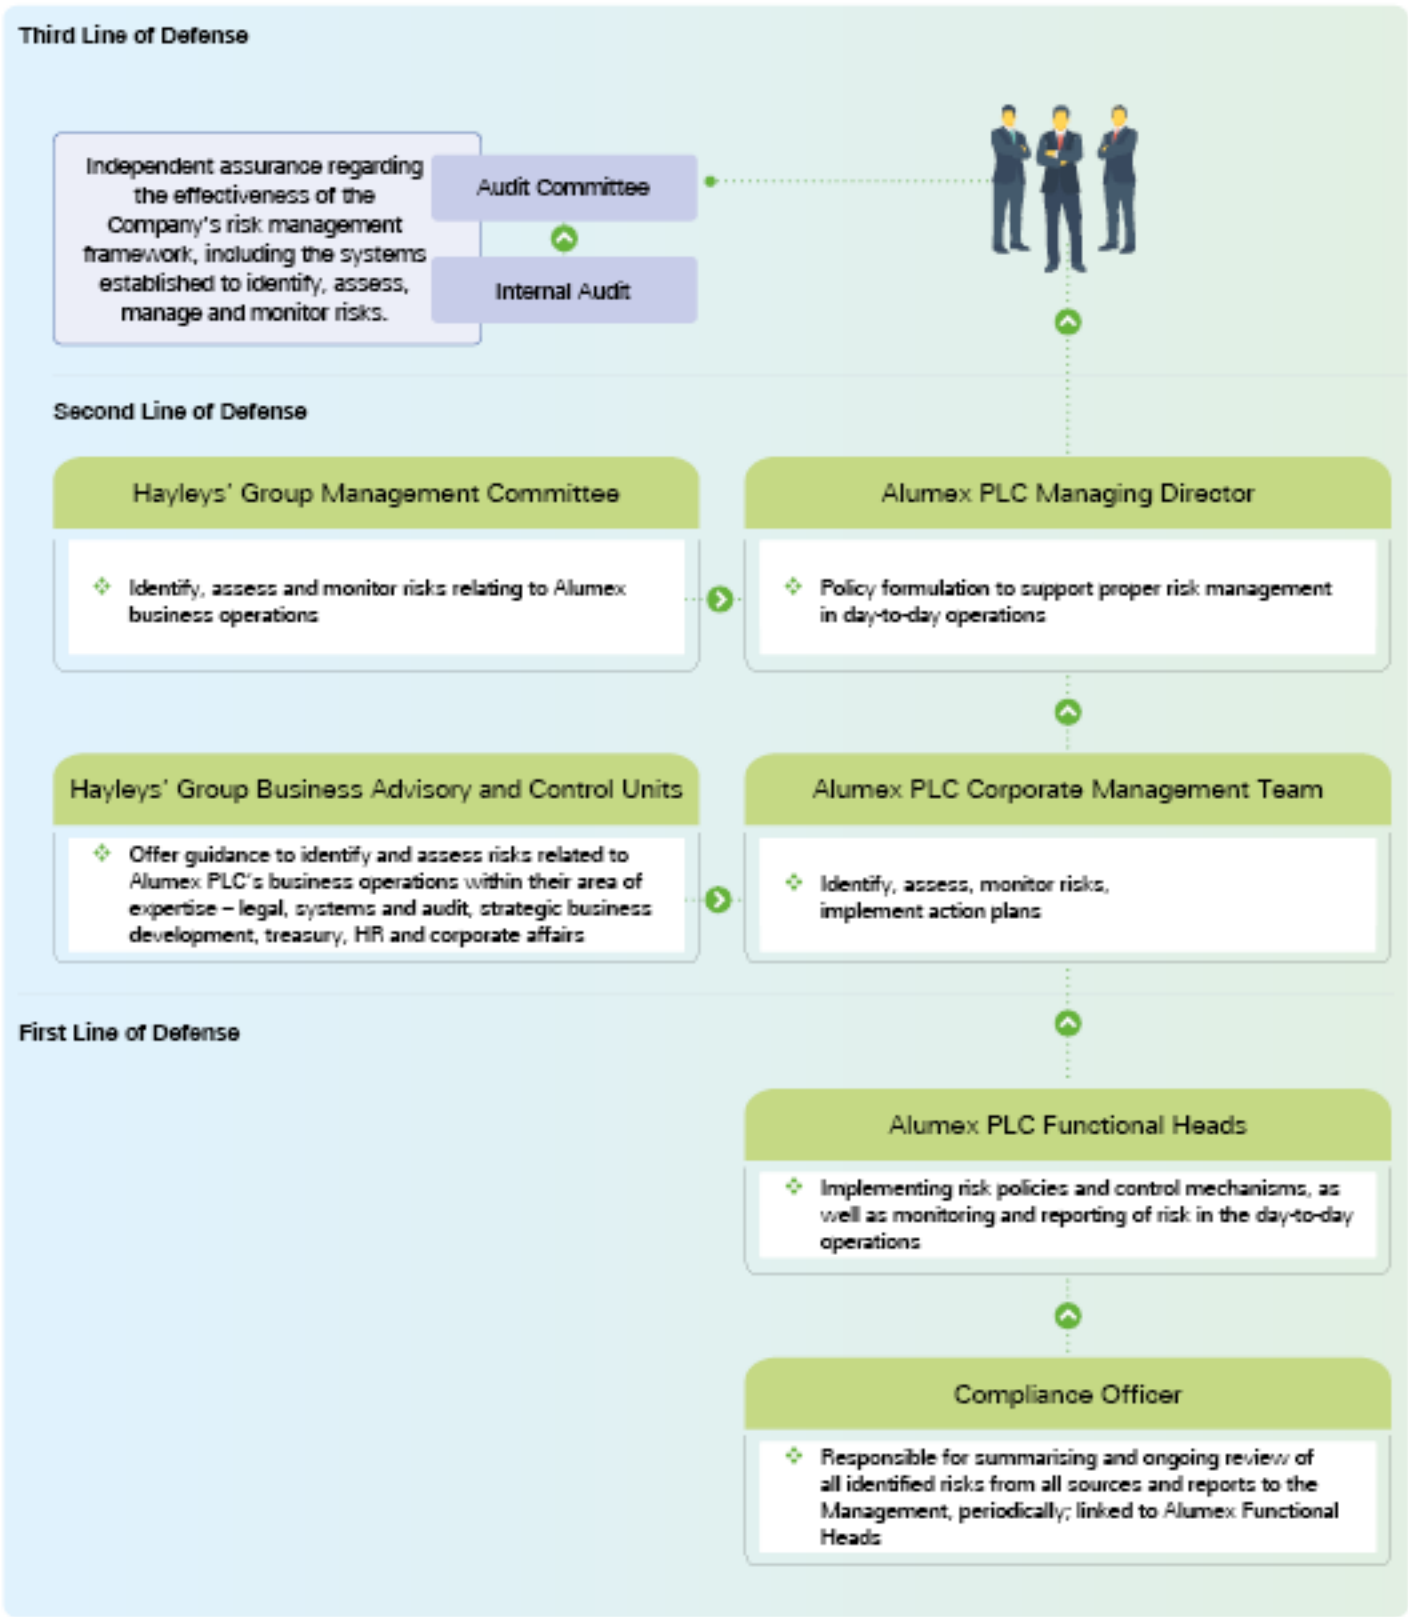 Third Line of Defense
Independent assurance regarding
the effectiveness of the
Company's risk management
framework, including the systems
established to identify, assess,
manage and monitor risks.
Audit Committee
Internal Audit
Second Line of Defense
Hayleys' Group Management Committee
Identify, assess and monitor risks relating to Alumex
business operations
Alumex PLC Managing Director
Policy formulation to support proper risk management
in day-to-day operations
Hayleys' Group Business Advisory and Control Units
Offer guidance to identify and assess risks related to
Alumex PLC's business operations within their area of
expertise – legal, systems and audit, strategic business
development, treasury, HR and corporate affairs
Alumex PLC Corporate Management Team
Identify, assess, monitor risks,
implement action plans
First Line of Defense
Alumex PLC Functional Heads
Implementing risk policies and control mechanisms, as
well as monitoring and reporting of risk in the day-to-day
operations
Compliance Officer
Responsible for summarising and ongoing review of
all identified risks from all sources and reports to the
Management, periodically; linked to Alumex Functional
Heads